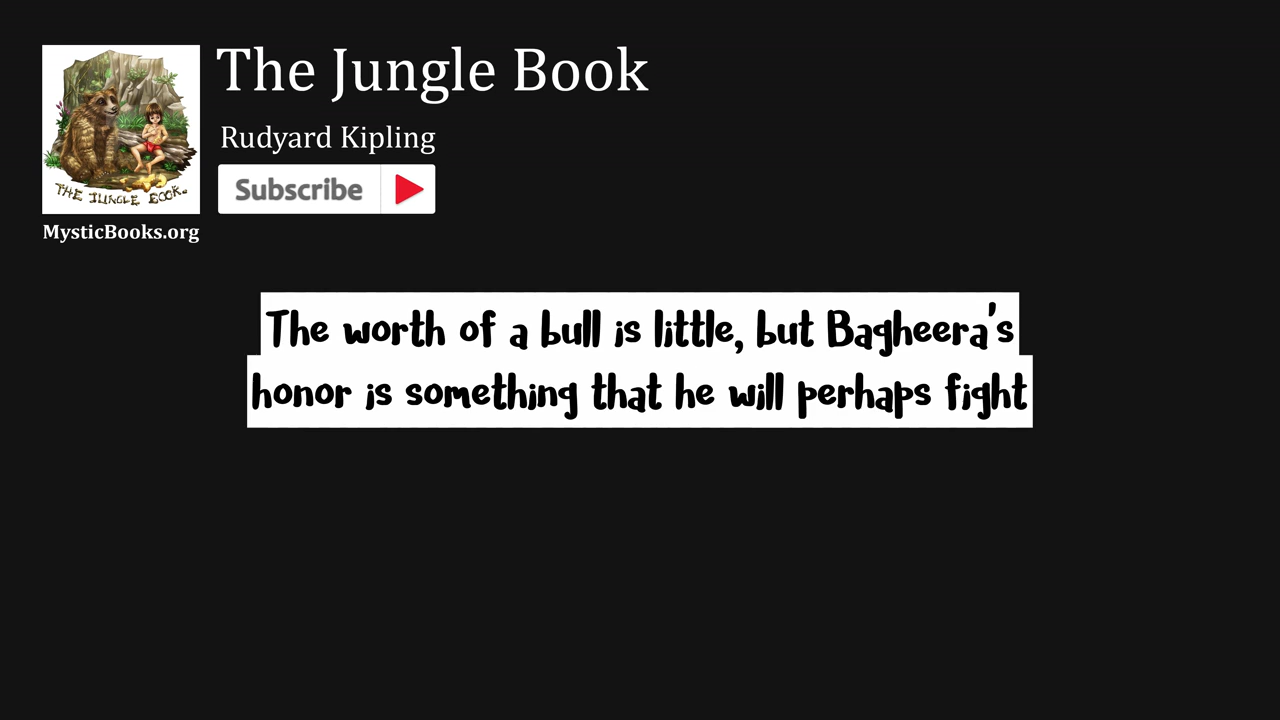 The Jungle Book
Rudyard Kipling
Subscribe
THE JUNGLE BOOK.
MysticBooks.org
The worth of a bull is little, but Bagheera's
honor is something that he will perhaps fight